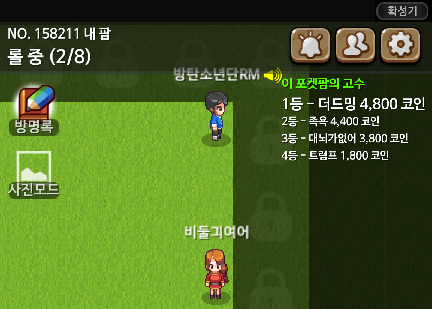 확성기
NO. 158211 내 팜
롤 중 (2/8)
방탄소년단RM
이 포켓팜의 고수
1등 - 더드밍 4,800 코인
2등 - 족욕 4,400 코인
3등 - 대뇌가없어 3,800 코인
4등 - 트럼프 1,800 코인
방명록
사진모드
비둘긔여어